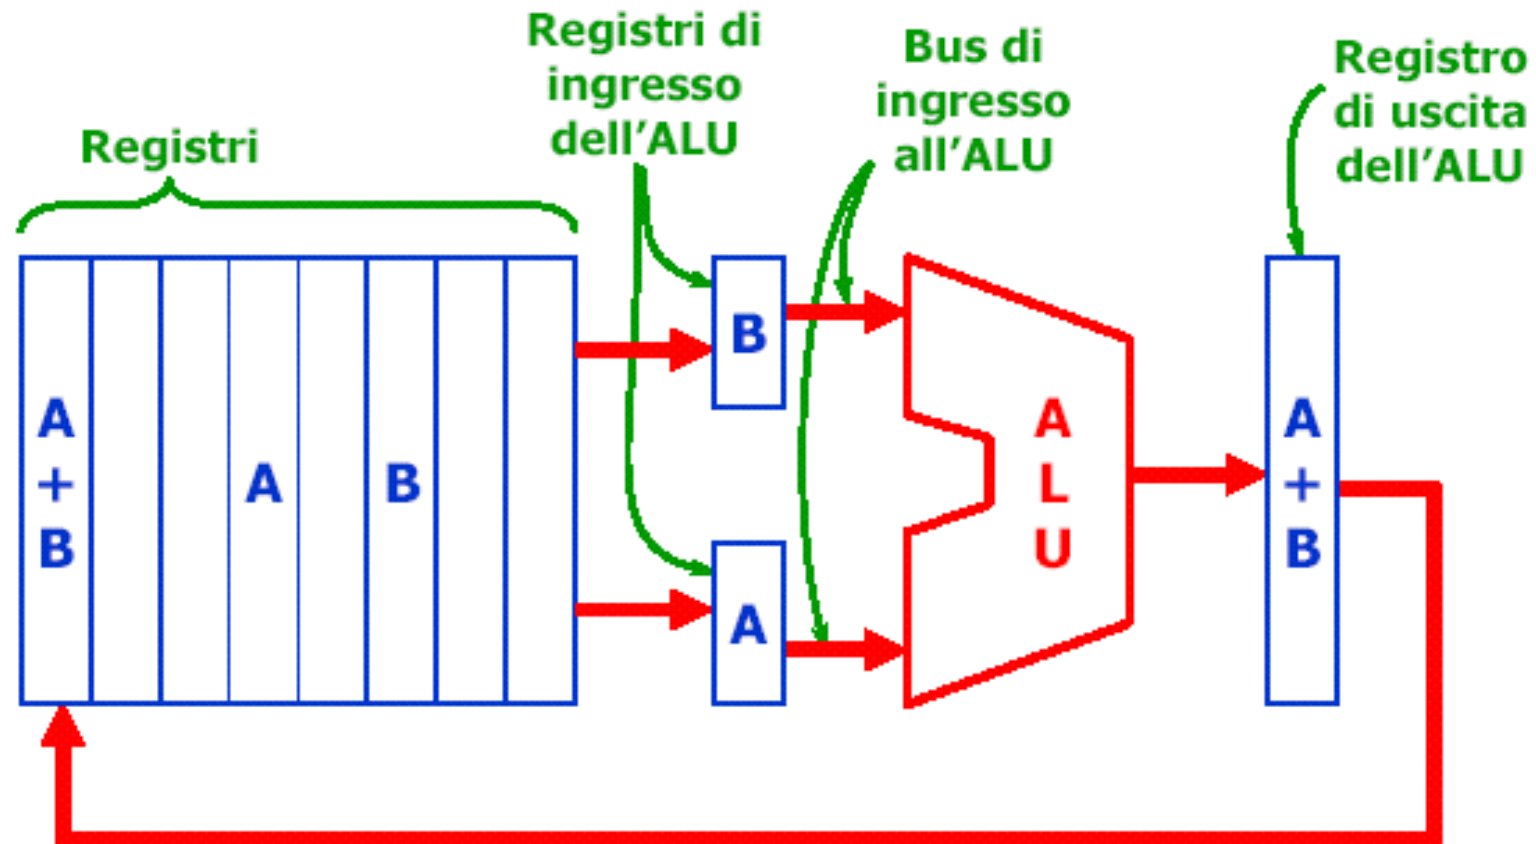 Registri di
ingresso
dell'ALU
Bus di
ingresso
all'ALU
Registro
di uscita
dell'ALU
Registri
A
+
B
A
B
B
A
A
L
U
A
+
B